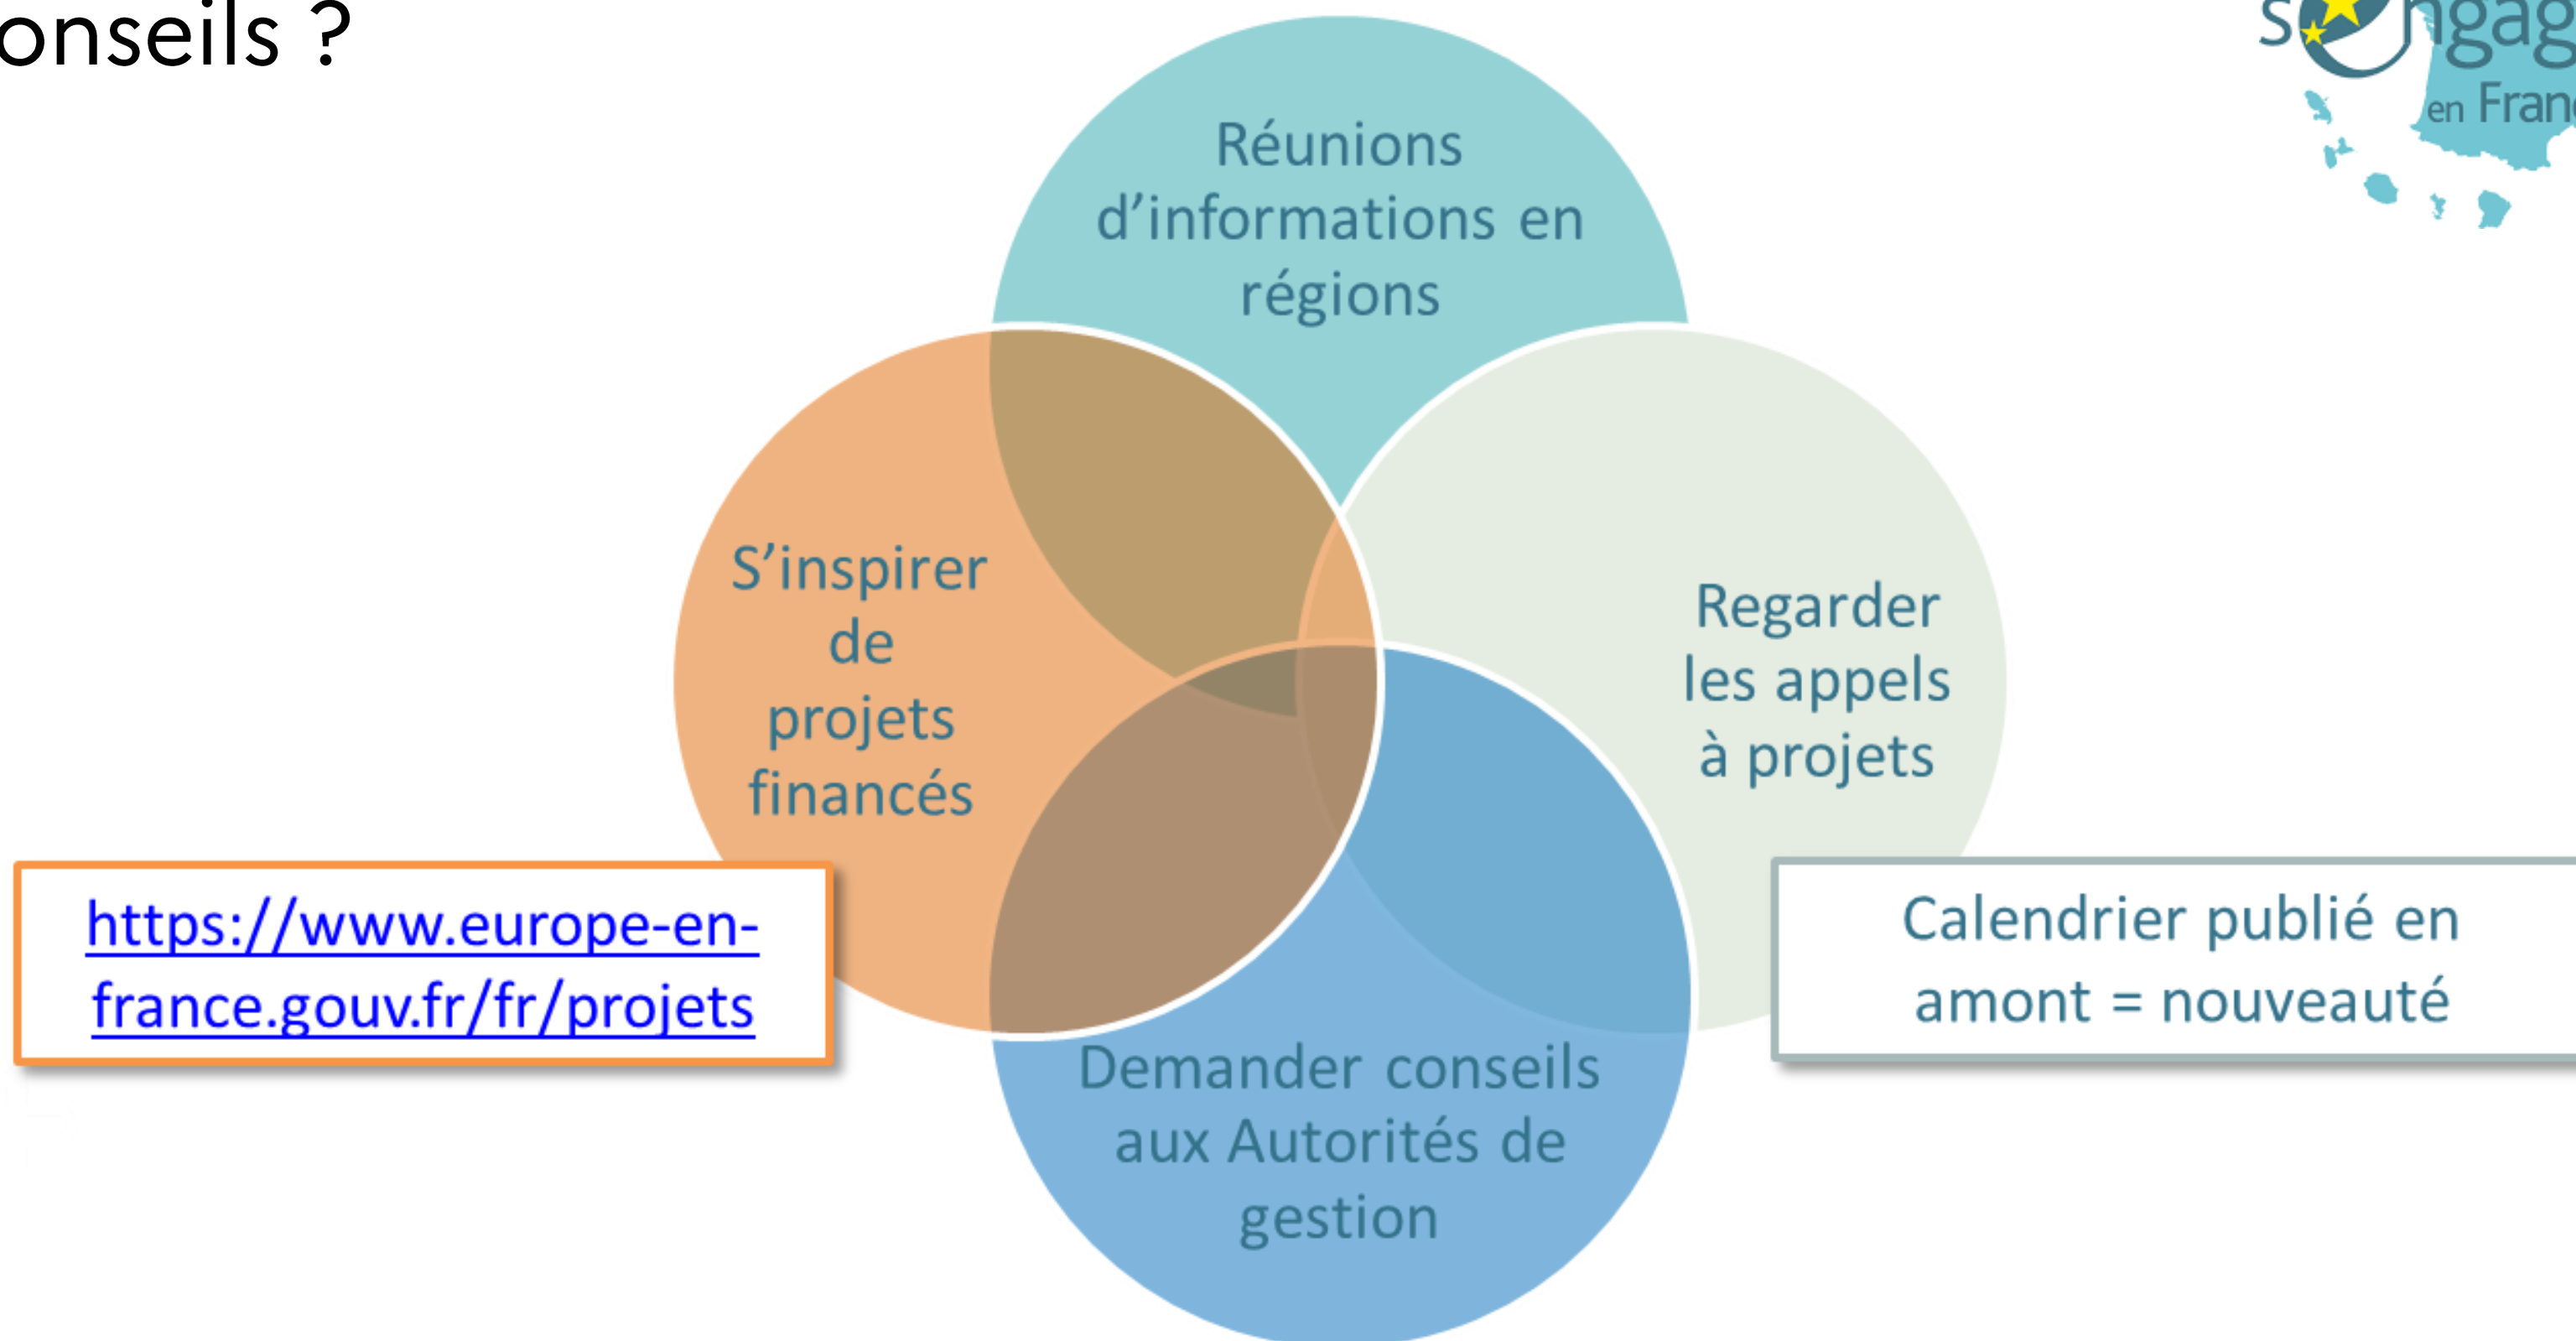 onseils ?
s ngag
en Fran
Réunions
d’informations en
régions
S’inspirer
de
projets
financés
Regarder
les appels
à projets
https://www.europe-en-
france.gouv.fr/fr/projets
Calendrier publié en
amont = nouveauté
Demander conseils
aux Autorités de
gestion